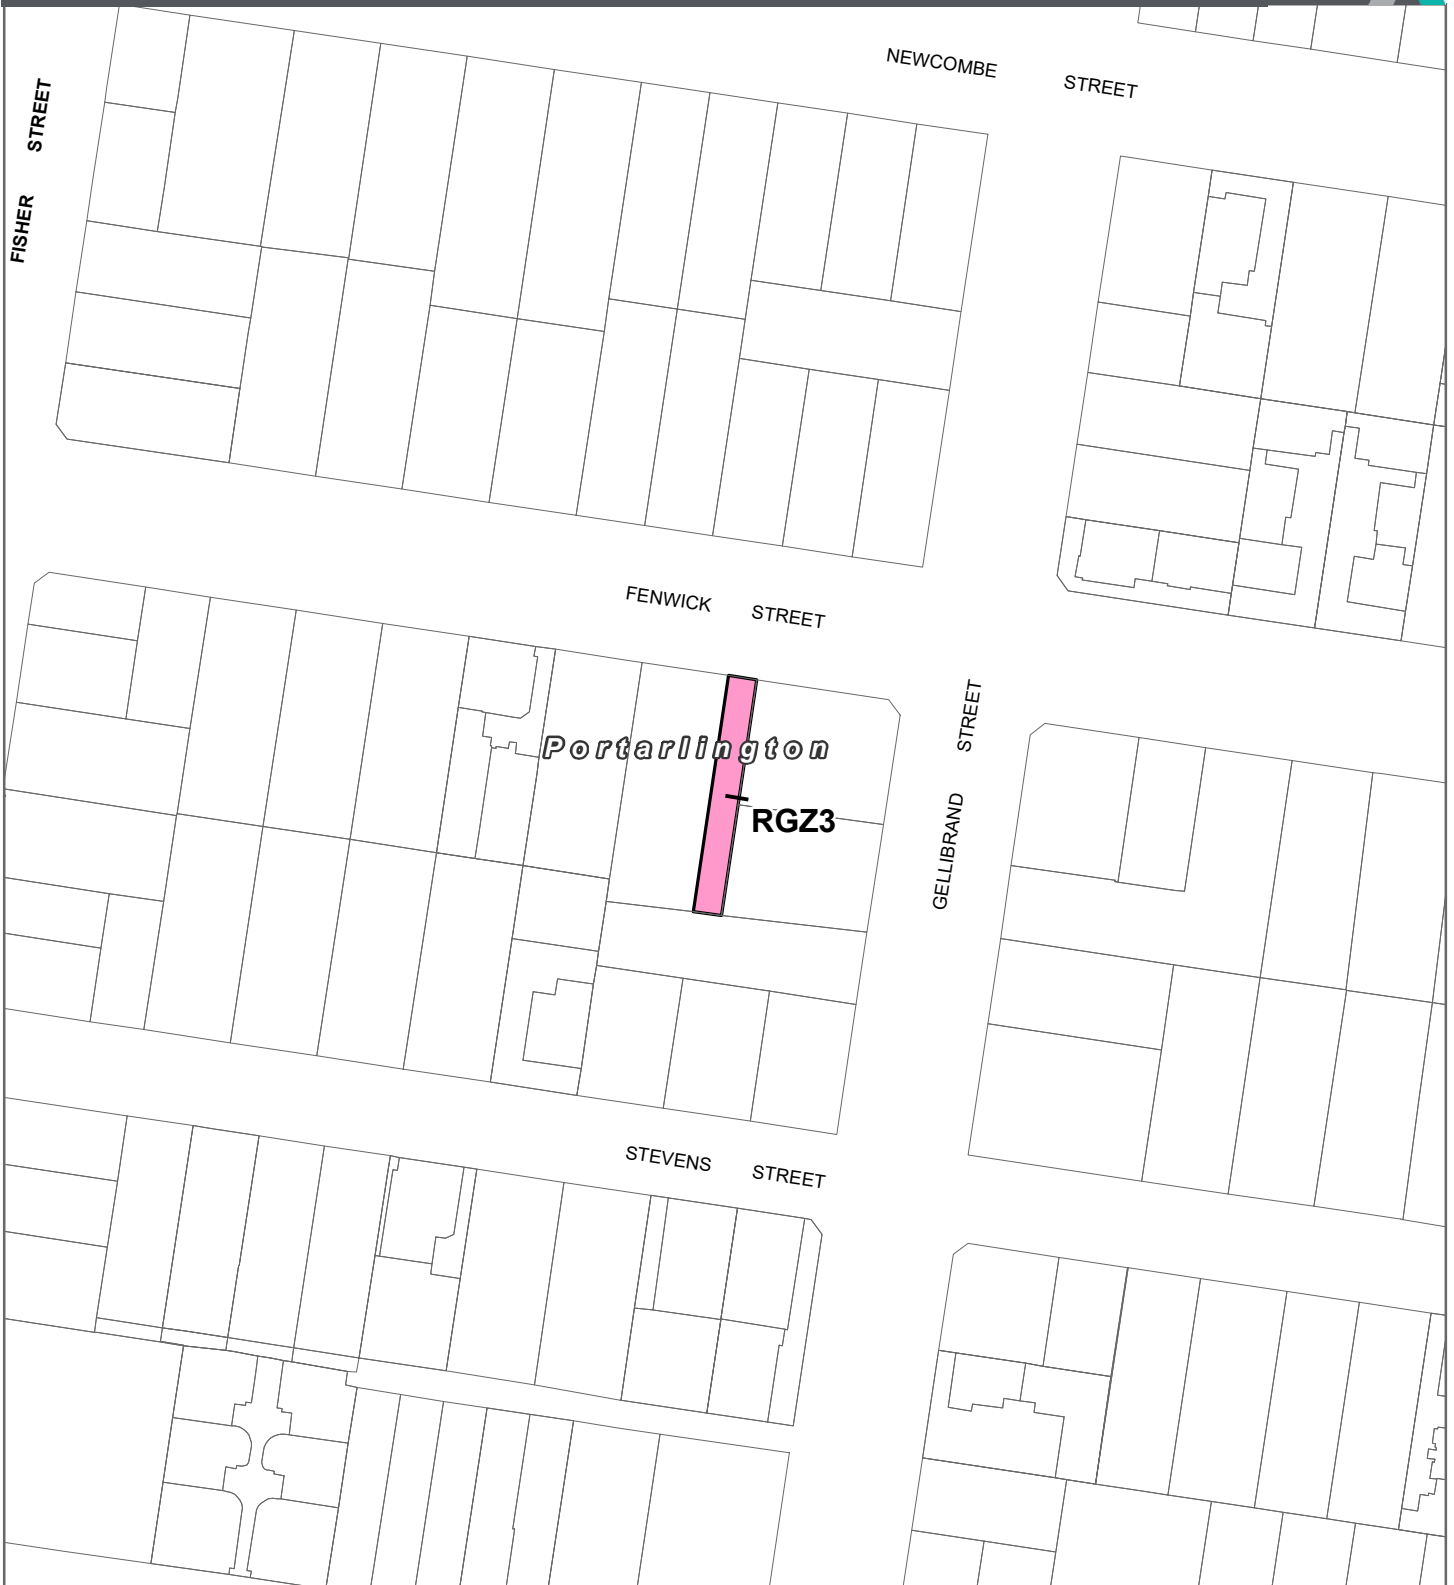 NEWCOMBE STREET
FISHER STREET
FENWICK STREET
GELLIBRAND STREET
Portarlington
RGZ3
STEVENS STREET